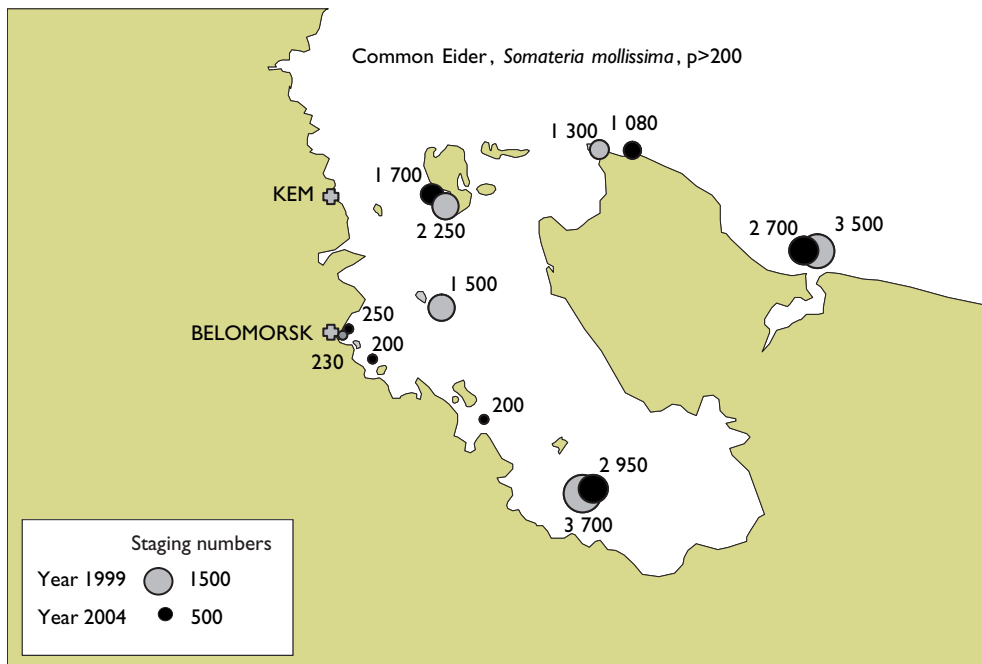 Common Eider, Somateria mollissima, p>200
1 300
1 080
1 700
KEM
2 250
2 700
3 500
1 500
250
BELOMORSK
230
200
200
2 950
3 700
Staging numbers
Year 1999 1500
Year 2004 500